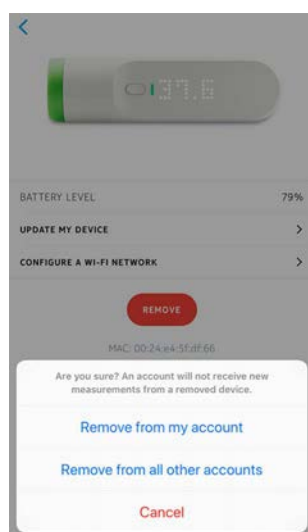 37.6
BATTERY LEVEL 79%
UPDATE MY DEVICE
CONFIGURE A WI-FI NETWORK
REMOVE
MAC: 00:24:e4:5f:df:66
Are you sure? An account will not receive new
measurements from a removed device.
Remove from my account
Remove from all other accounts
Cancel